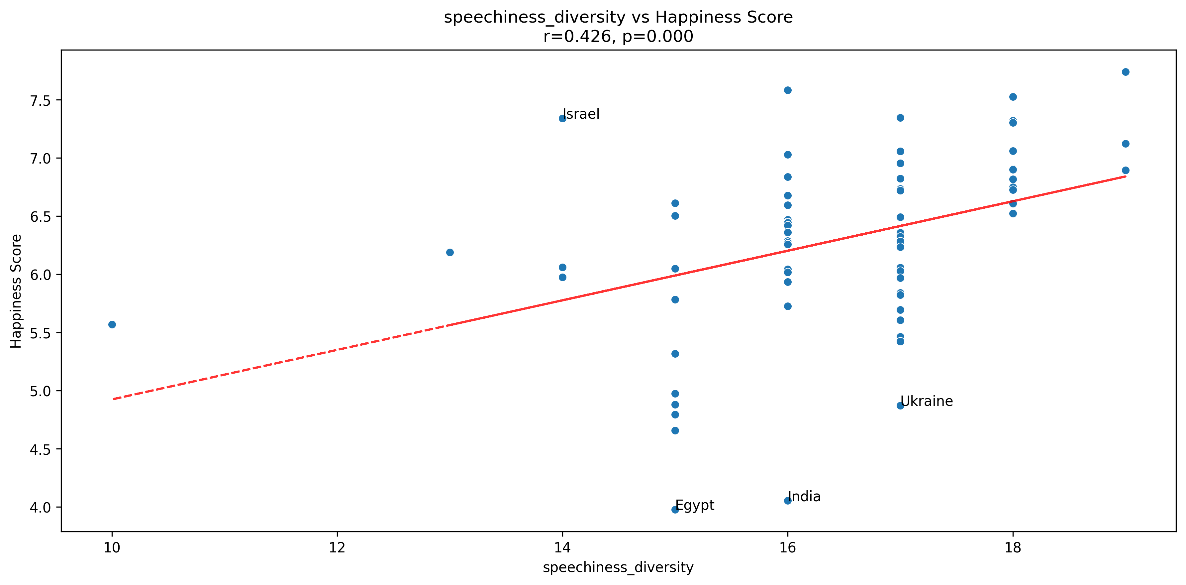 speechiness_diversity vs Happiness Score
r=0.426, p=0.000
Happiness Score
7.5
7.0
6.5
6.0
5.5
5.0
4.5
4.0
Israel
Ukraine
India
Egypt
10
12
14
16
18
speechiness_diversity